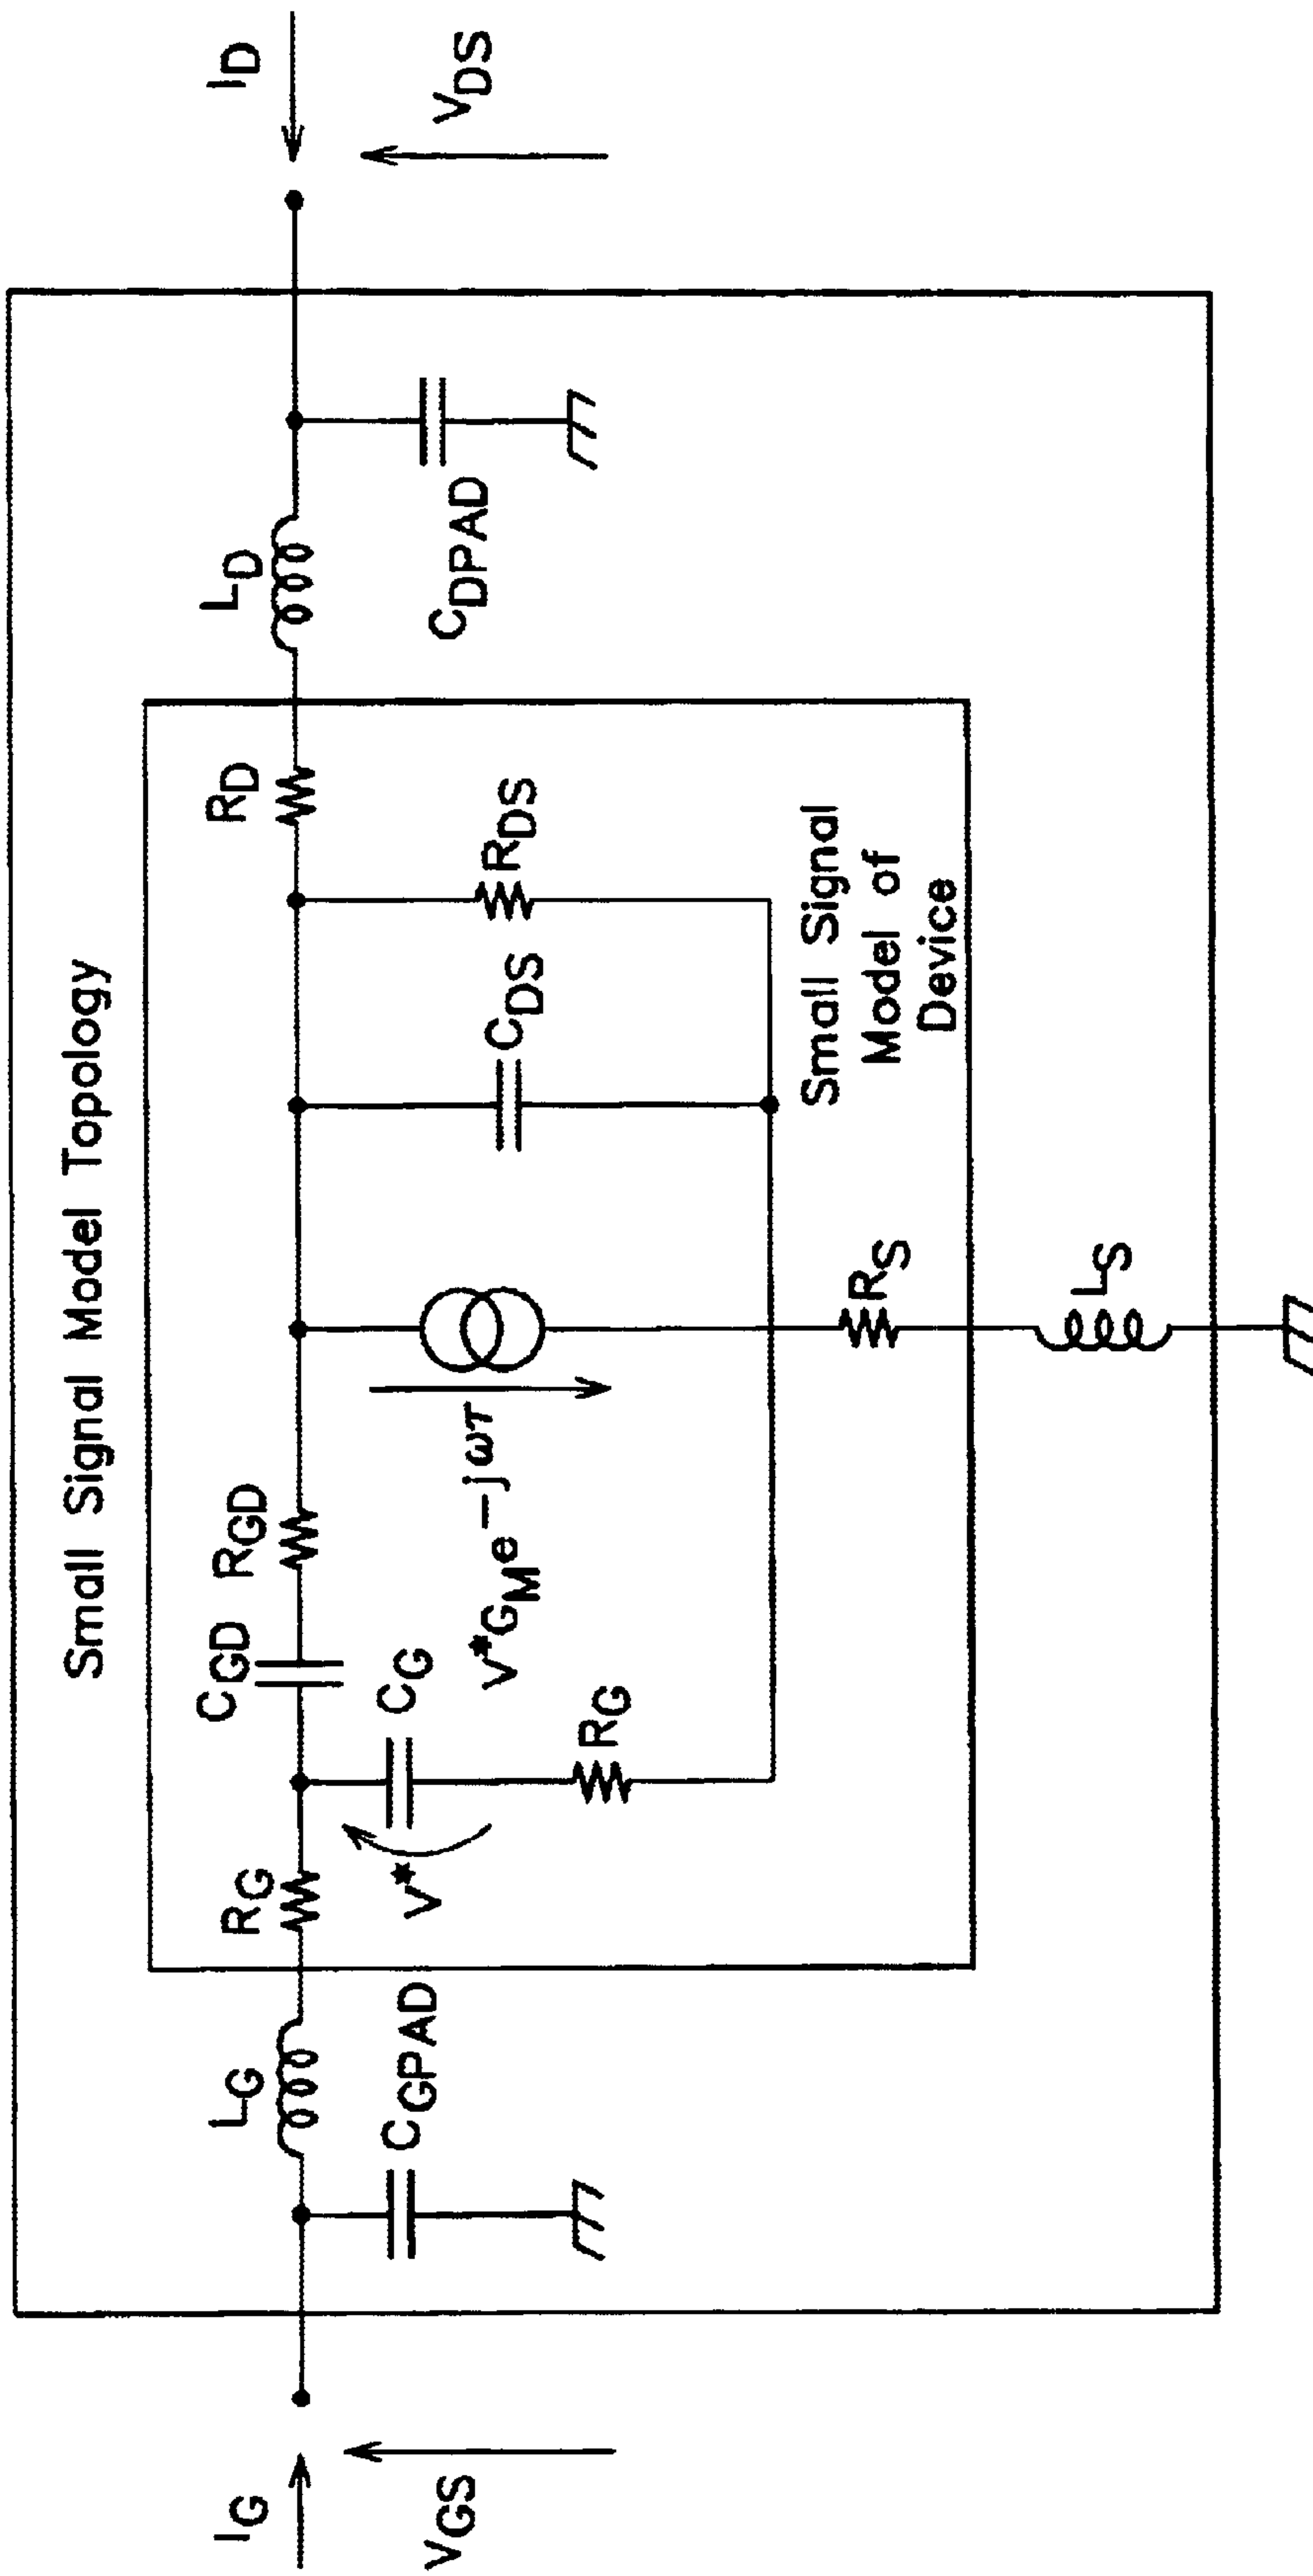 Small Signal Model Topology
I_G
V_GS
L_G
C_GPAD
R_G
V*
C_G
R_G
C_GD
R_GD
V*G_M e^{-jωτ}
R_S
L_S
C_DS
R_DS
R_D
Small Signal
Model of
Device
L_D
C_DPAD
I_D
V_DS